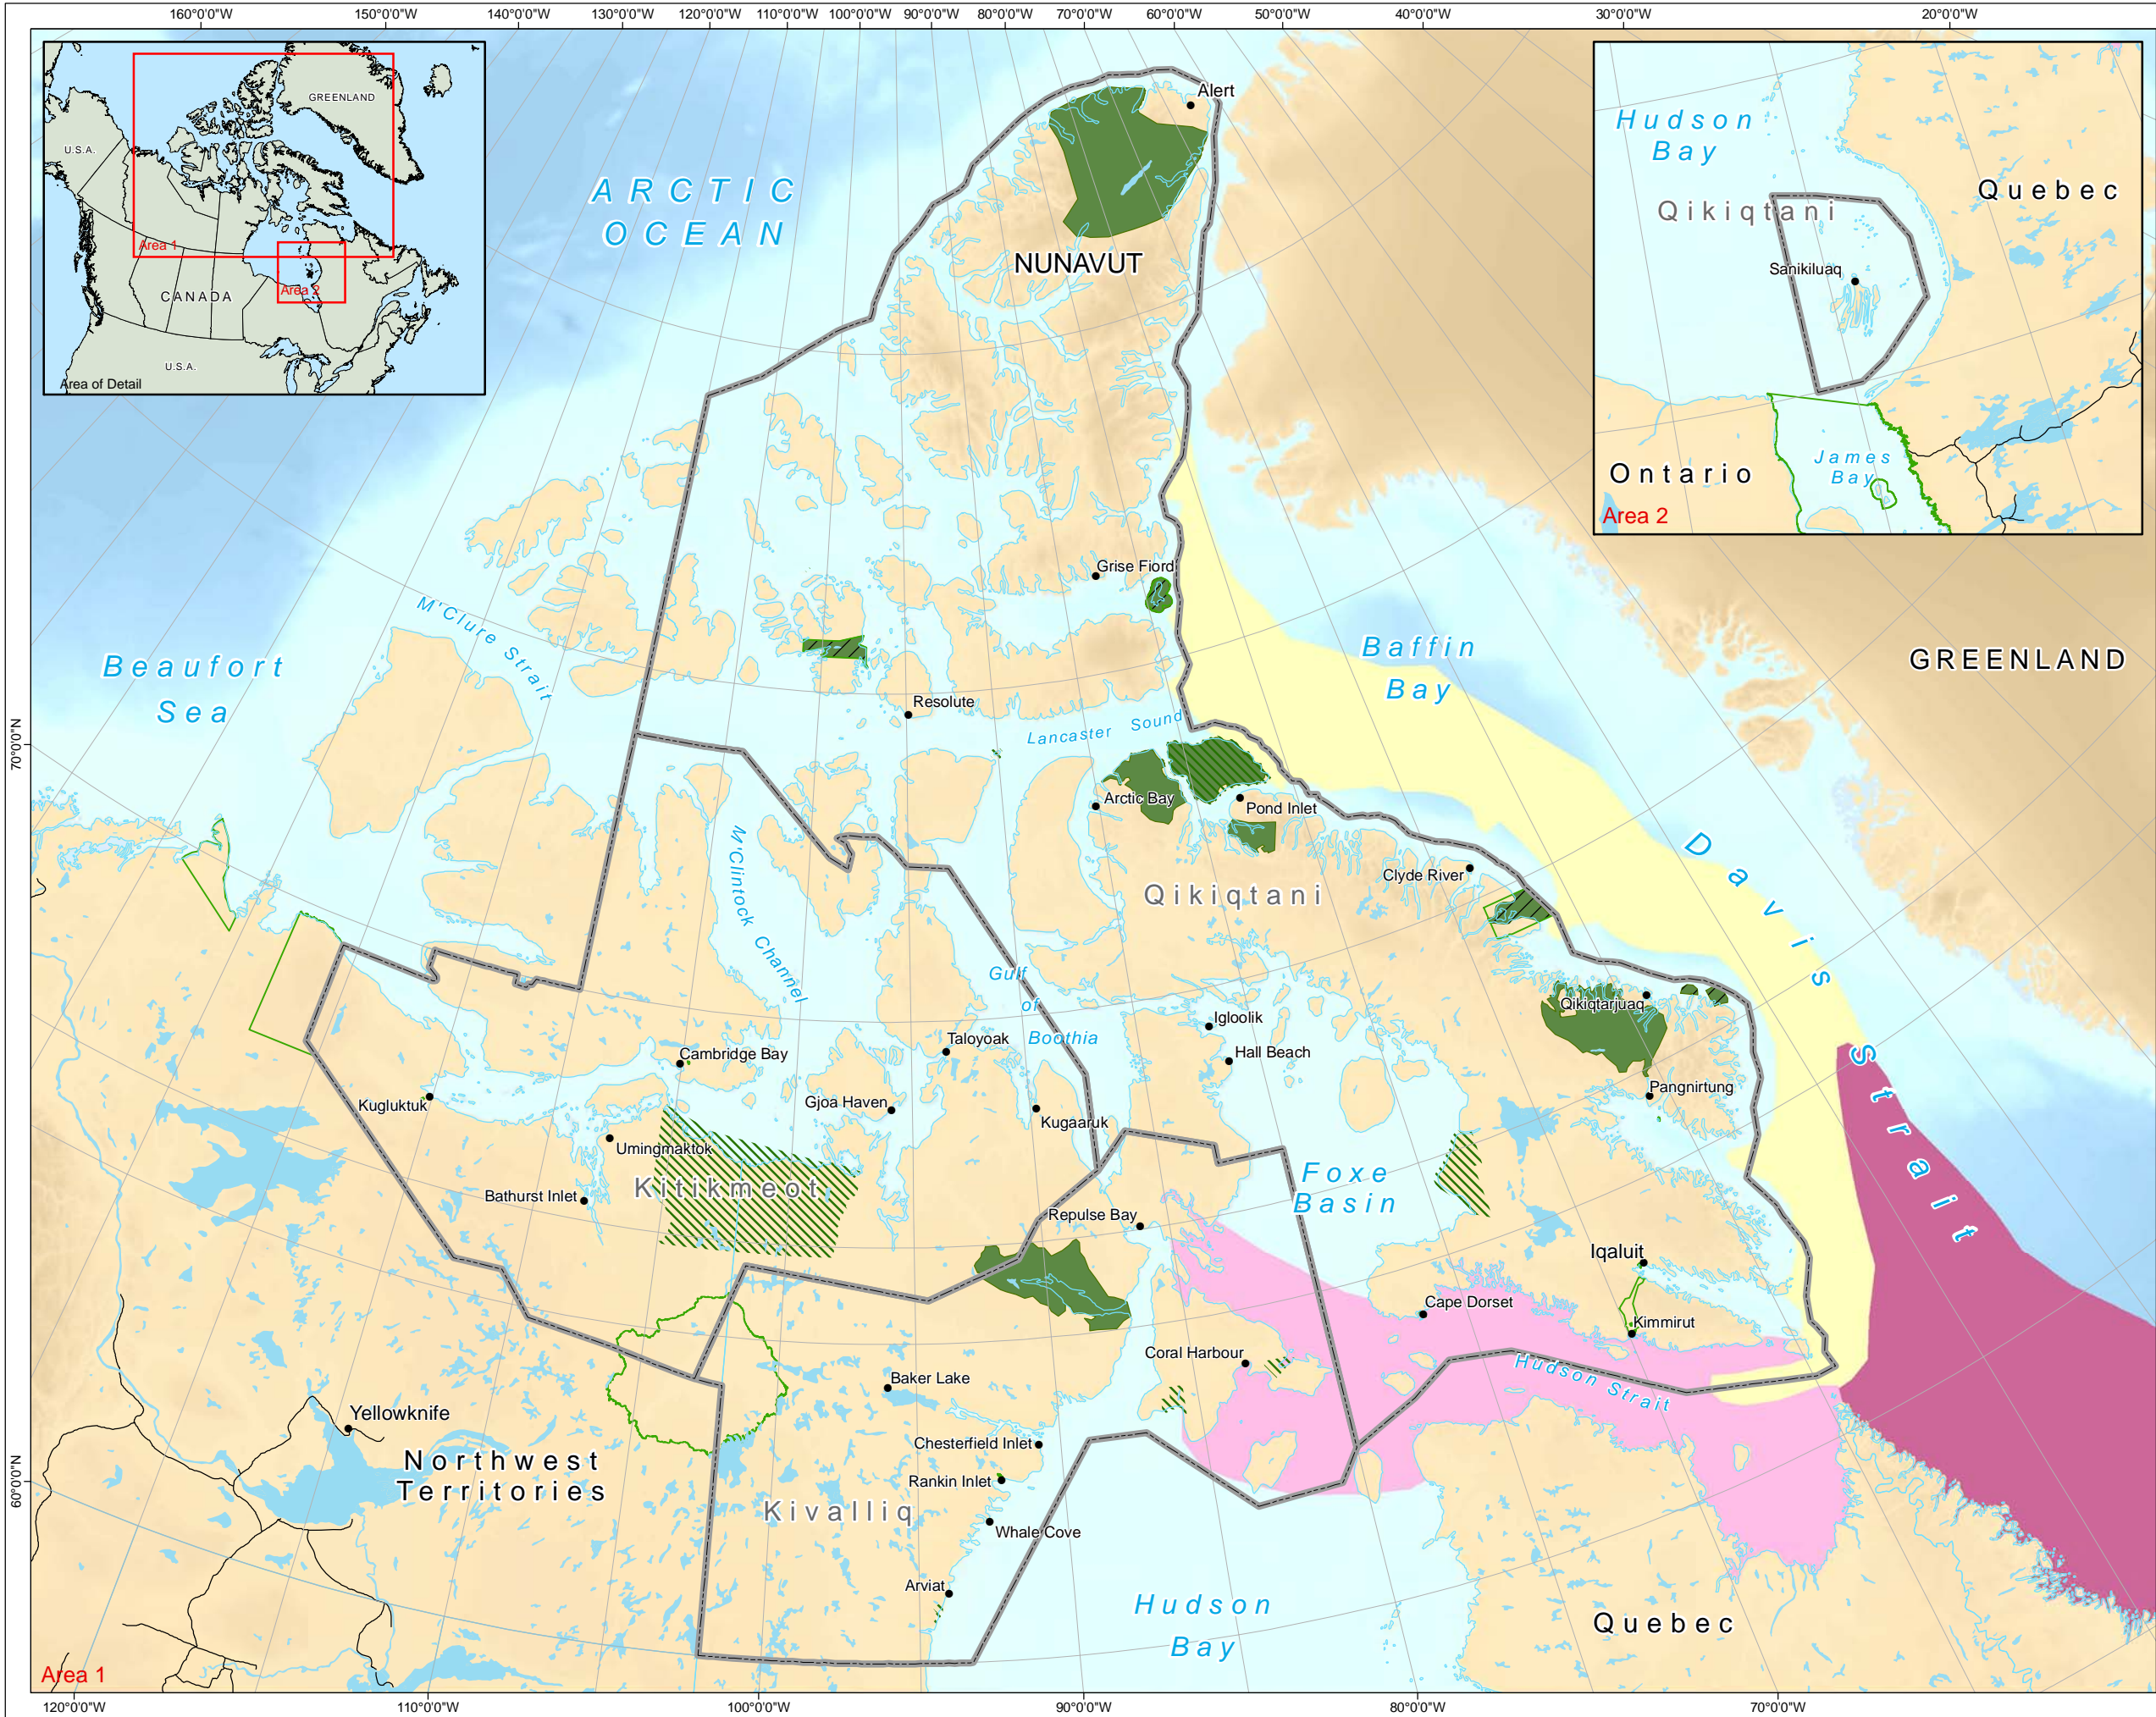 160°0'0"W
150°0'0"W
140°0'0"W
130°0'0"W
120°0'0"W
110°0'0"W
100°0'0"W
90°0'0"W
80°0'0"W
70°0'0"W
60°0'0"W
50°0'0"W
40°0'0"W
30°0'0"W
20°0'0"W
GREENLAND
U.S.A.
Area 1
CANADA
Area 2
U.S.A.
Area of Detail
Hudson
Bay
Quebec
Qikiqtani
Sanikiluaq
James
Bay
Ontario
Area 2
Alert
ARCTIC
OCEAN
NUNAVUT
Grise Fiord
M'Clure Strait
Beaufort
Sea
Baffin
Bay
GREENLAND
Resolute
Lancaster Sound
70°0'0"N
Arctic Bay
Pond Inlet
M'Clintock Channel
Clyde River
Qikiqtani
Davis Strait
Gulf
of
Boothia
Qikiqtarjuaq
Igloolik
Taloyoak
Hall Beach
Cambridge Bay
Pangnirtung
Kugluktuk
Gjoa Haven
Kugaaruk
Umingmaktok
Foxe
Basin
Kitikmeot
Bathurst Inlet
Repulse Bay
Iqaluit
Cape Dorset
Kimmirut
Coral Harbour
Hudson Strait
Baker Lake
Yellowknife
Chesterfield Inlet
Northwest
Territories
Rankin Inlet
60°0'0"N
Kivalliq
Whale Cove
Arviat
Hudson
Bay
Quebec
Area 1
120°0'0"W
110°0'0"W
100°0'0"W
90°0'0"W
80°0'0"W
70°0'0"W